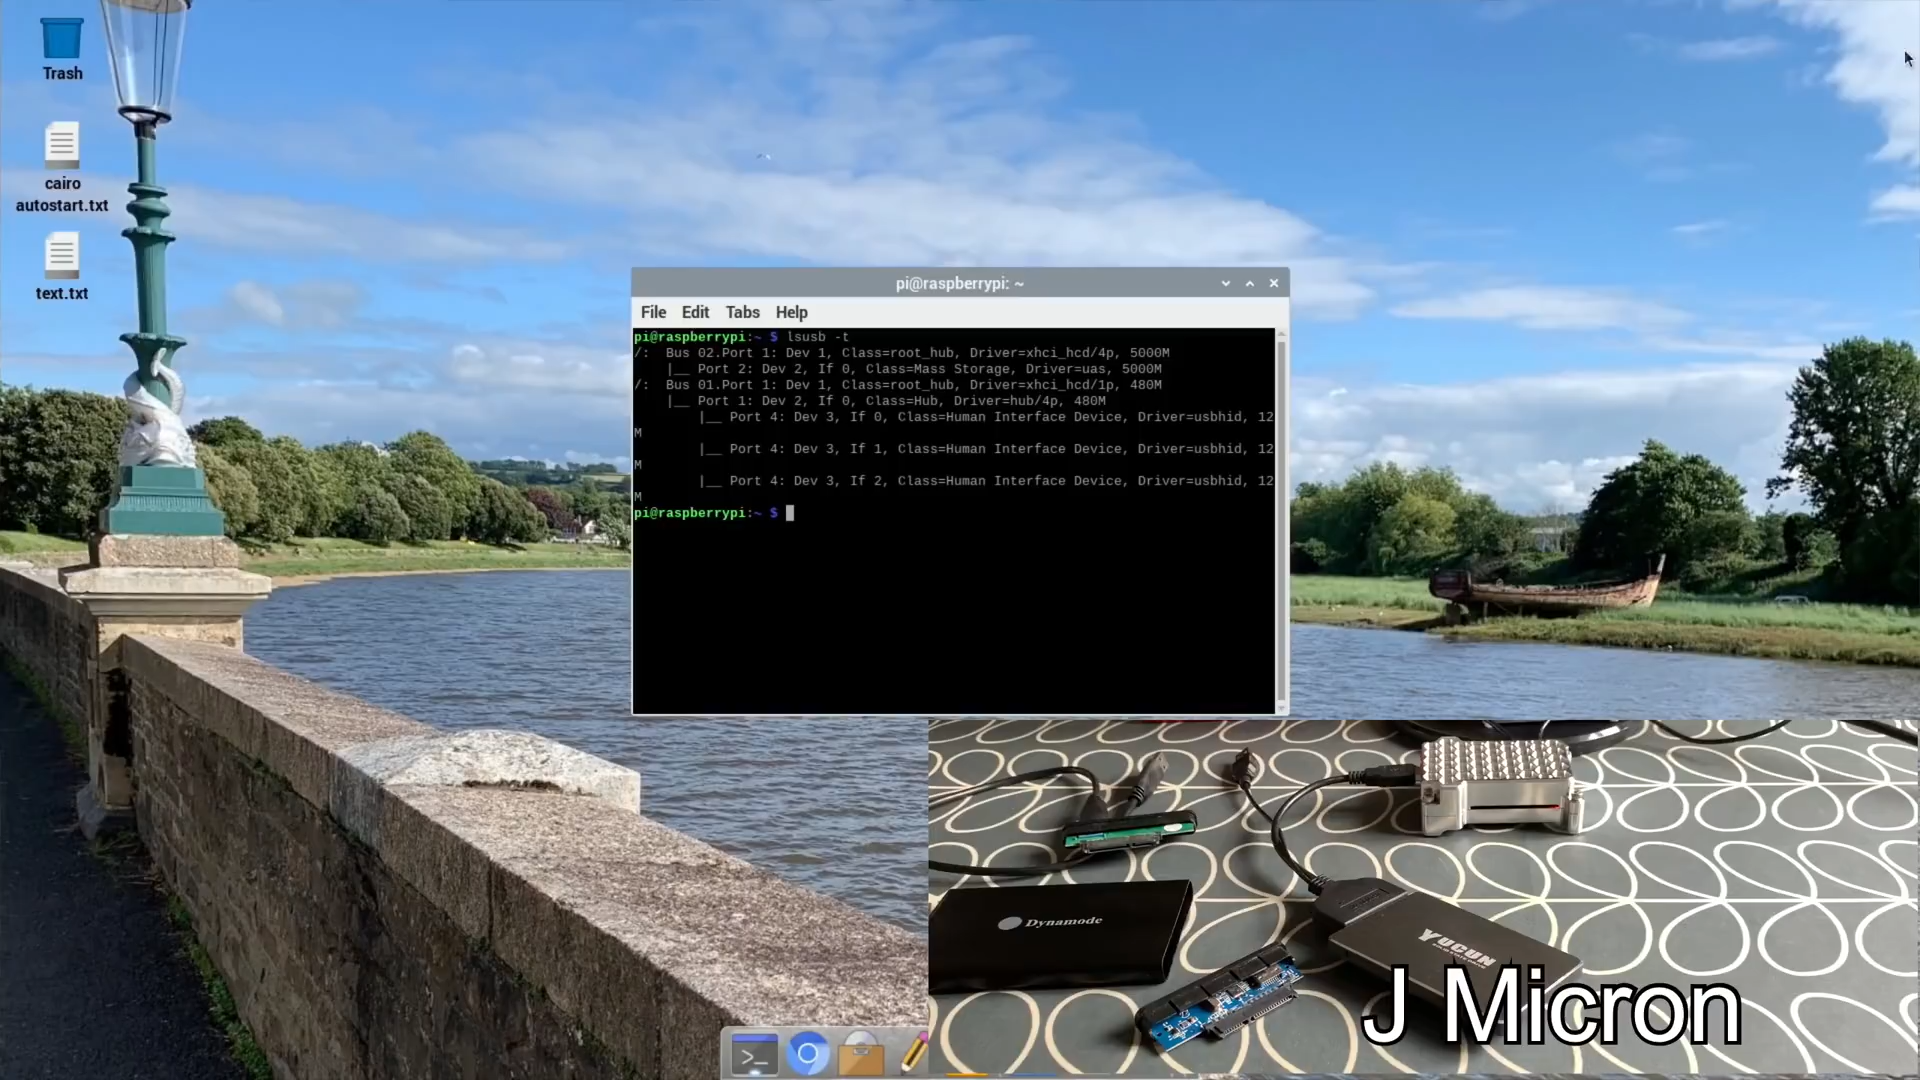 Trash
cairo
autostart.txt
text.txt
pi@raspberrypi: ~
File Edit Tabs Help
pi@raspberrypi:~ $ lsusb -t
/:  Bus 02.Port 1: Dev 1, Class=root_hub, Driver=xhci_hcd/4p, 5000M
    |__ Port 2: Dev 2, If 0, Class=Mass Storage, Driver=uas, 5000M
/:  Bus 01.Port 1: Dev 1, Class=root_hub, Driver=xhci_hcd/1p, 480M
    |__ Port 1: Dev 2, If 0, Class=Hub, Driver=hub/4p, 480M
        |__ Port 4: Dev 3, If 0, Class=Human Interface Device, Driver=usbhid, 12
M
        |__ Port 4: Dev 3, If 1, Class=Human Interface Device, Driver=usbhid, 12
M
        |__ Port 4: Dev 3, If 2, Class=Human Interface Device, Driver=usbhid, 12
M
pi@raspberrypi:~ $
Dynamode
YUCUN
J Micron